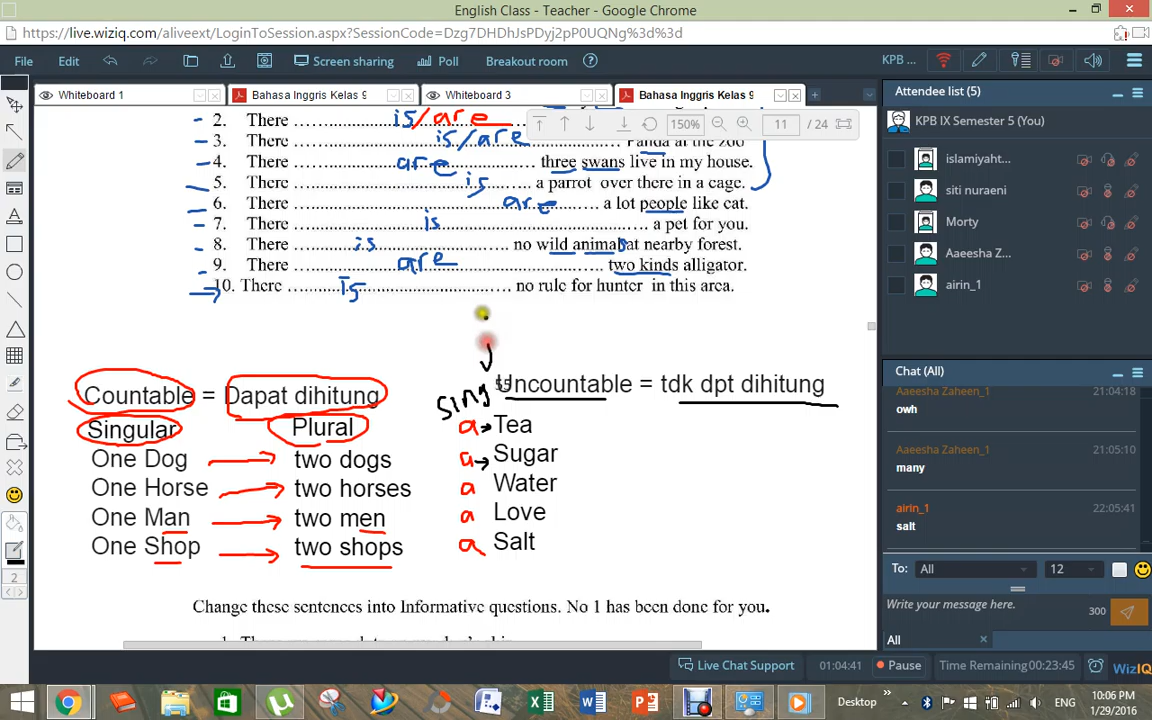 English Class - Teacher - Google Chrome
https://live.wiziq.com/aliveext/LoginToSession.aspx?SessionCode=Dzg7DHDhJsPDyj2pP0UQNg%3d%3d
File Edit Screen sharing Poll Breakout room KPB ...
Whiteboard 1 Bahasa Inggris Kelas 9 Whiteboard 3 Bahasa Inggris Kelas 9
150% 11 / 24
2. There is/are
3. There is/are Panda at the zoo
4. There are three swans live in my house.
5. There is a parrot over there in a cage.
6. There are a lot people like cat.
7. There is a pet for you.
8. There is no wild animals at nearby forest.
9. There are two kinds alligator.
10. There is no rule for hunter in this area.
Countable = Dapat dihitung
Singular Plural
One Dog two dogs
One Horse two horses
One Man two men
One Shop two shops
sing Uncountable = tdk dpt dihitung
a Tea
a Sugar
a Water
a Love
a Salt
Change these sentences into Informative questions. No 1 has been done for you.
Attendee list (5)
KPB IX Semester 5 (You)
islamiyaht...
siti nuraeni
Morty
Aaeesha Z...
airin_1
Chat (All)
Aaeesha Zaheen_1 21:04:18
owh
Aaeesha Zaheen_1 21:05:10
many
airin_1 22:05:41
salt
To: All 12
Write your message here. 300
All
2
Live Chat Support 01:04:41 Pause Time Remaining 00:23:45 WizIQ
Desktop ENG 10:06 PM
1/29/2016